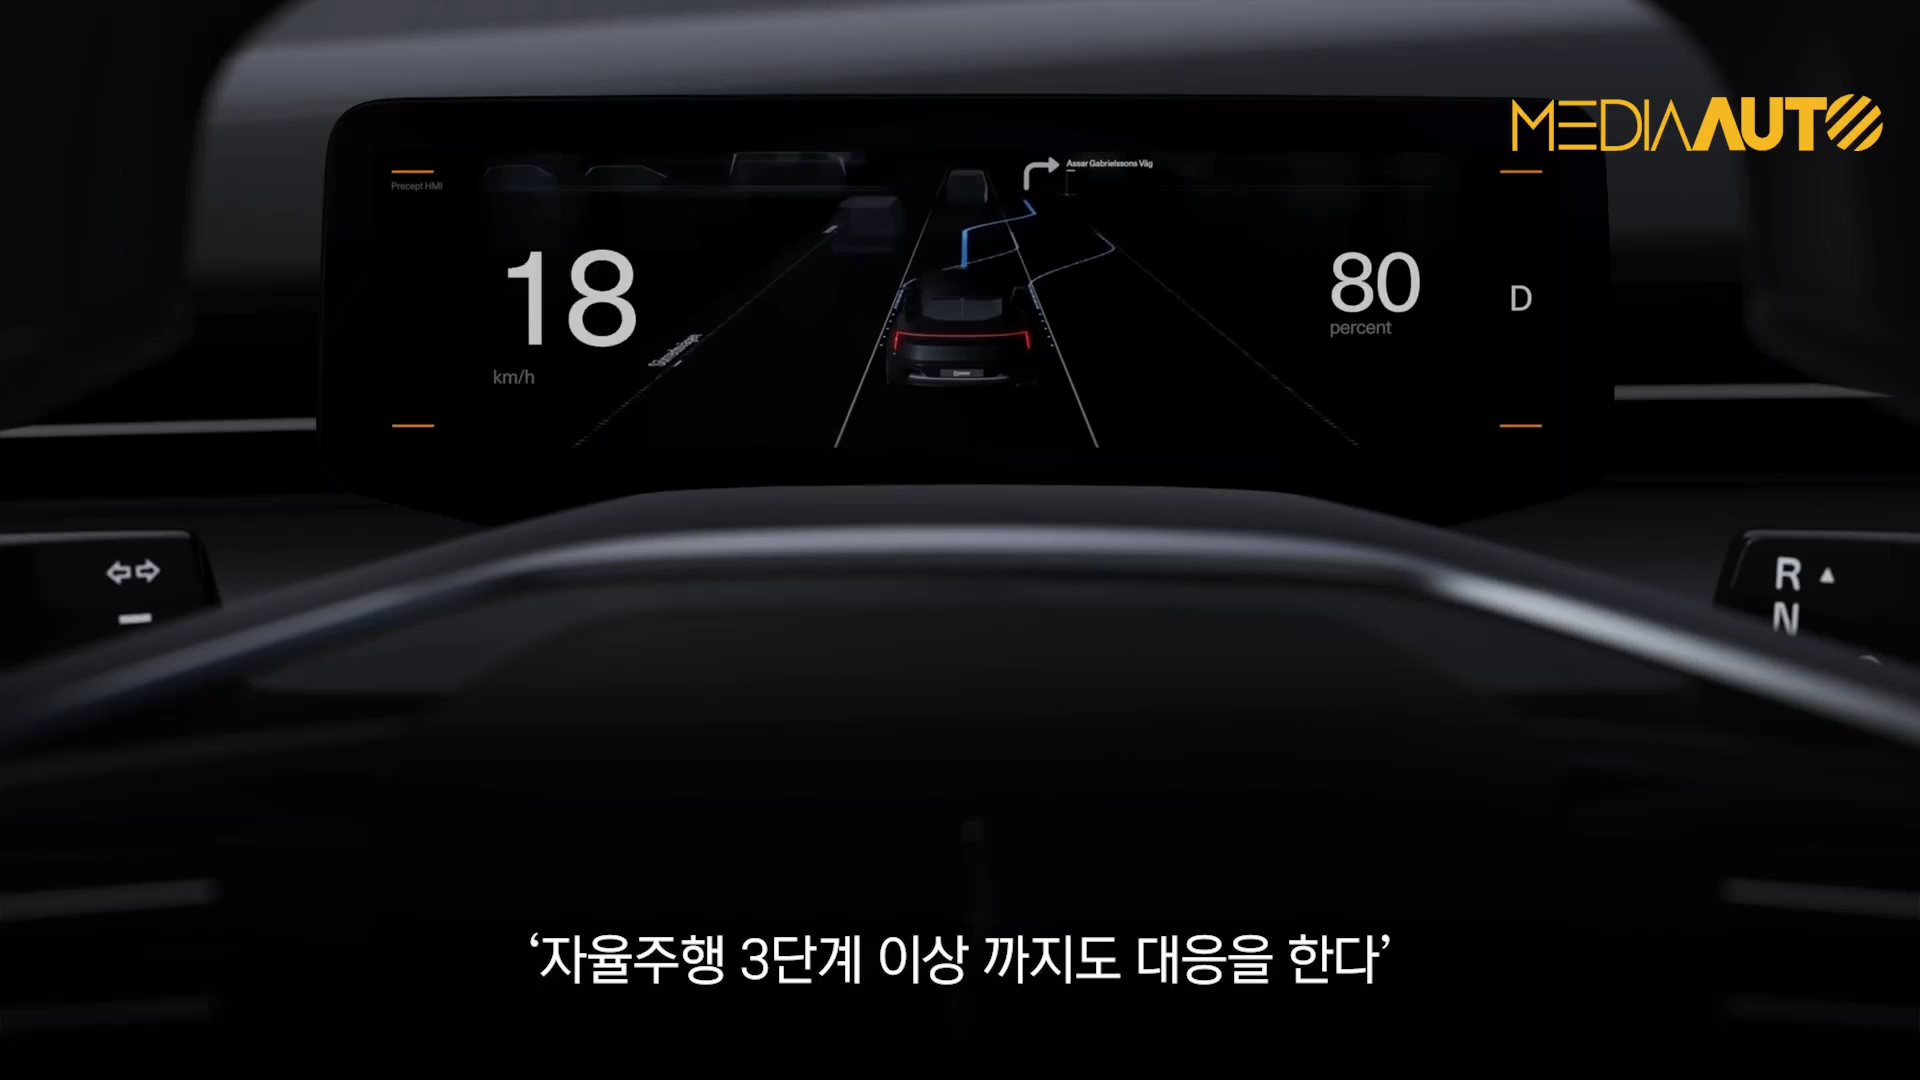 MEDIAAUTO
Assar Gabrielssons Väg
Precept HMI
18
km/h
80
percent
D
R
N
‘자율주행 3단계 이상 까지도 대응을 한다’